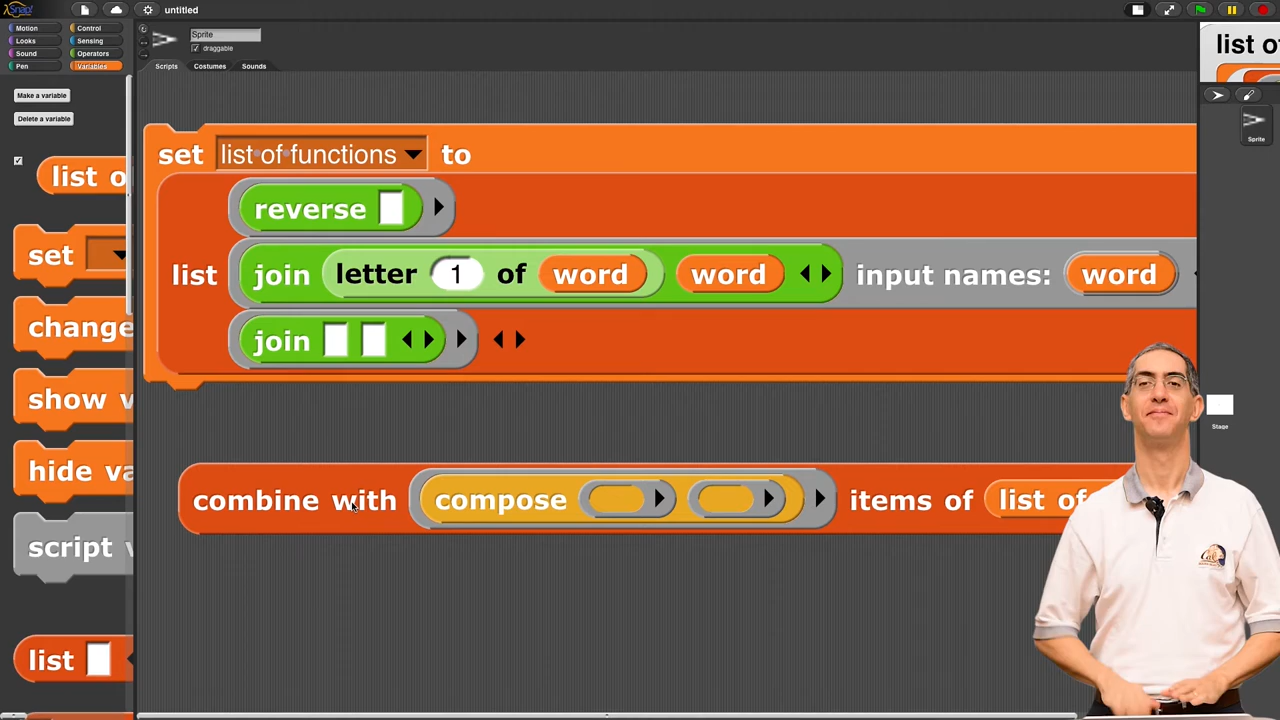 Snap!
untitled
Motion
Control
Looks
Sensing
Sound
Operators
Pen
Variables
Sprite
draggable
Scripts
Costumes
Sounds
list of
Make a variable
Delete a variable
list o
set
change
show v
hide va
script v
list
set list of functions to
reverse
list join letter 1 of word word input names: word
join
combine with compose items of list of
Sprite
Stage
Cal